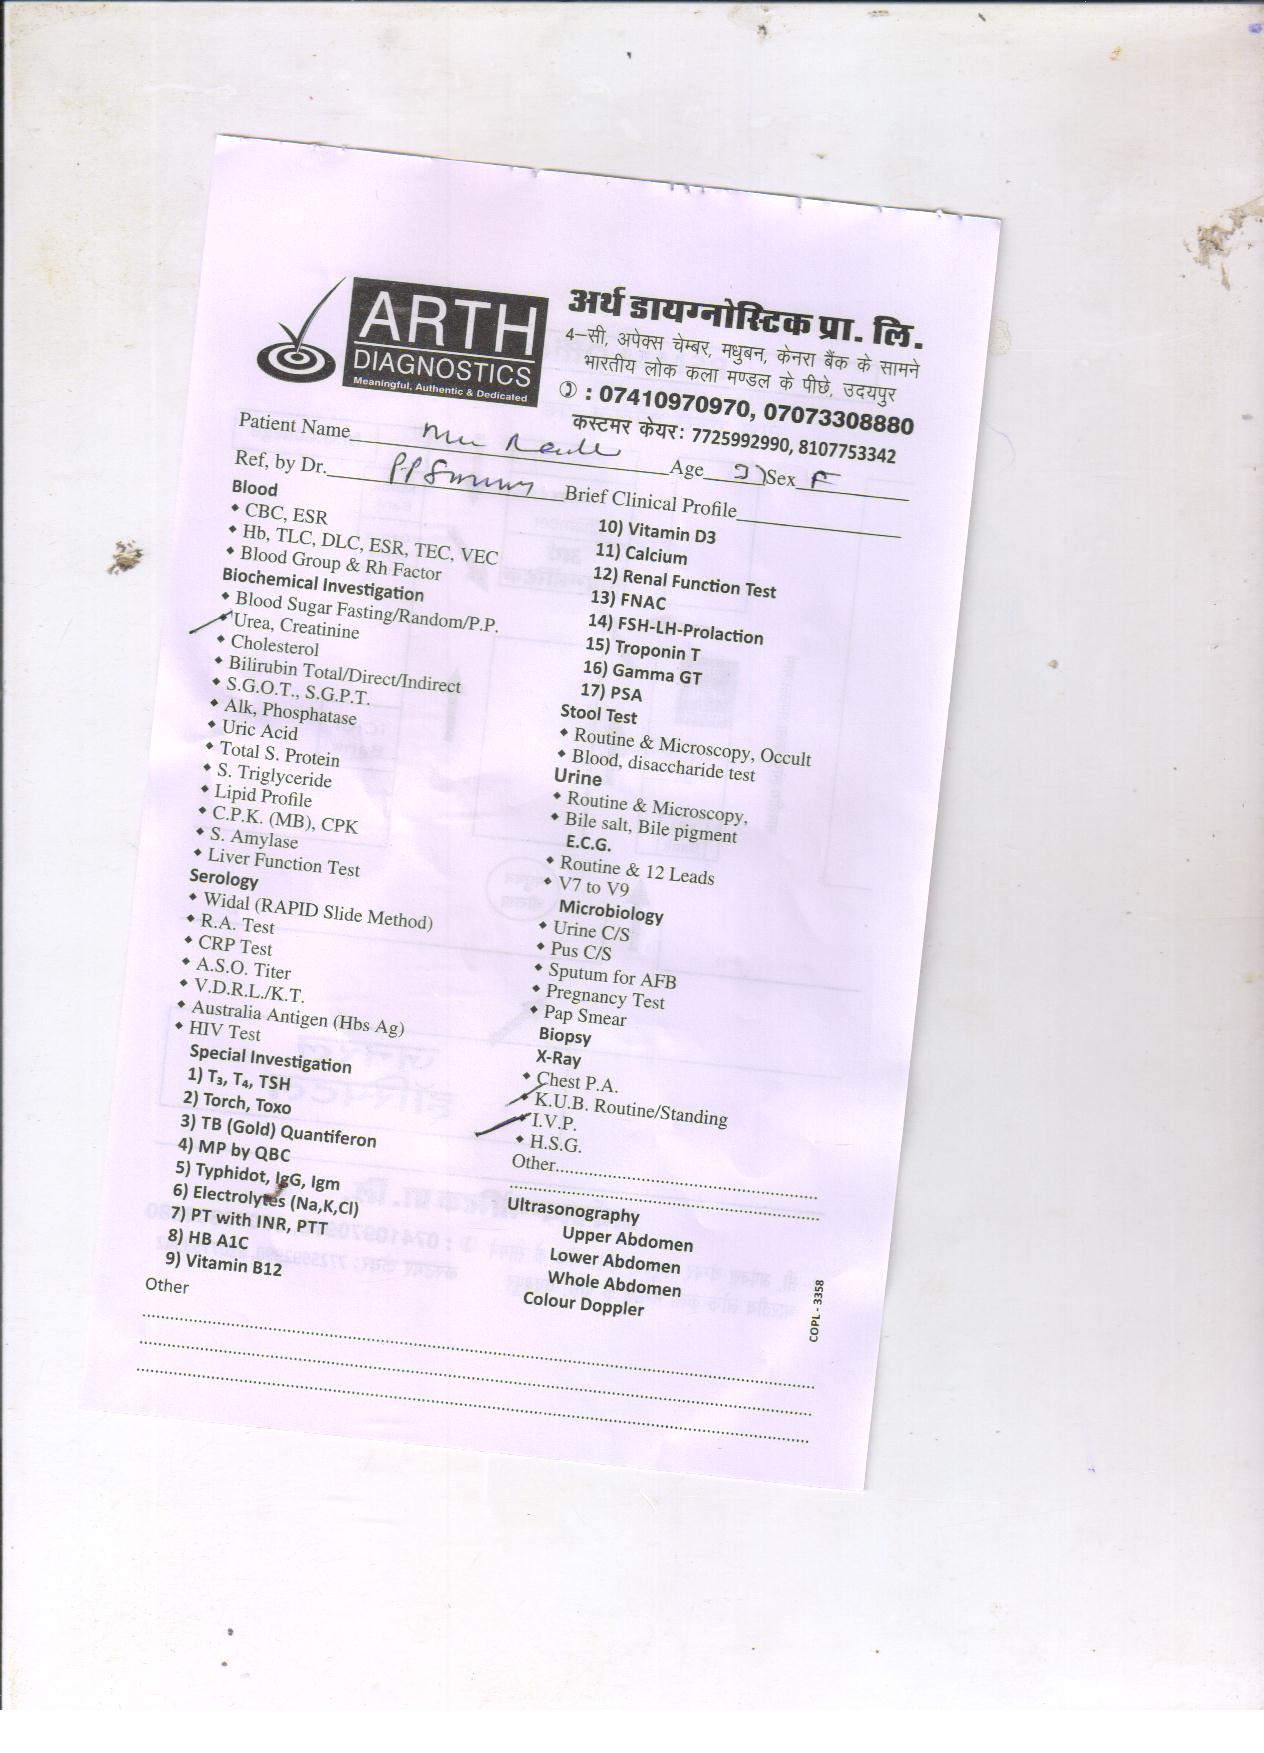 ARTH
DIAGNOSTICS
Meaningful, Authentic & Dedicated
अर्थ डायग्नोस्टिक प्रा. लि.
4–सी, अपेक्स चेम्बर, मधुबन, केनरा बैंक के सामने
भारतीय लोक कला मण्डल के पीछे, उदयपुर
: 07410970970, 07073308880
कस्टमर केयर: 7725992990, 8107753342
Patient Name Age Sex F
Ref, by Dr. Brief Clinical Profile
Blood
CBC, ESR
Hb, TLC, DLC, ESR, TEC, VEC
Blood Group & Rh Factor
Biochemical Investigation
Blood Sugar Fasting/Random/P.P.
Urea, Creatinine
Cholesterol
Bilirubin Total/Direct/Indirect
S.G.O.T., S.G.P.T.
Alk, Phosphatase
Uric Acid
Total S. Protein
S. Triglyceride
Lipid Profile
C.P.K. (MB), CPK
S. Amylase
Liver Function Test
Serology
Widal (RAPID Slide Method)
R.A. Test
CRP Test
A.S.O. Titer
V.D.R.L./K.T.
Australia Antigen (Hbs Ag)
HIV Test
Special Investigation
1) T₃, T₄, TSH
2) Torch, Toxo
3) TB (Gold) Quantiferon
4) MP by QBC
5) Typhidot, IgG, Igm
6) Electrolytes (Na,K,Cl)
7) PT with INR, PTT
8) HB A1C
9) Vitamin B12
Other
10) Vitamin D3
11) Calcium
12) Renal Function Test
13) FNAC
14) FSH-LH-Prolaction
15) Troponin T
16) Gamma GT
17) PSA
Stool Test
Routine & Microscopy, Occult
Blood, disaccharide test
Urine
Routine & Microscopy,
Bile salt, Bile pigment
E.C.G.
Routine & 12 Leads
V7 to V9
Microbiology
Urine C/S
Pus C/S
Sputum for AFB
Pregnancy Test
Pap Smear
Biopsy
X-Ray
Chest P.A.
K.U.B. Routine/Standing
I.V.P.
H.S.G.
Other
Ultrasonography
Upper Abdomen
Lower Abdomen
Whole Abdomen
Colour Doppler
COPL - 3358